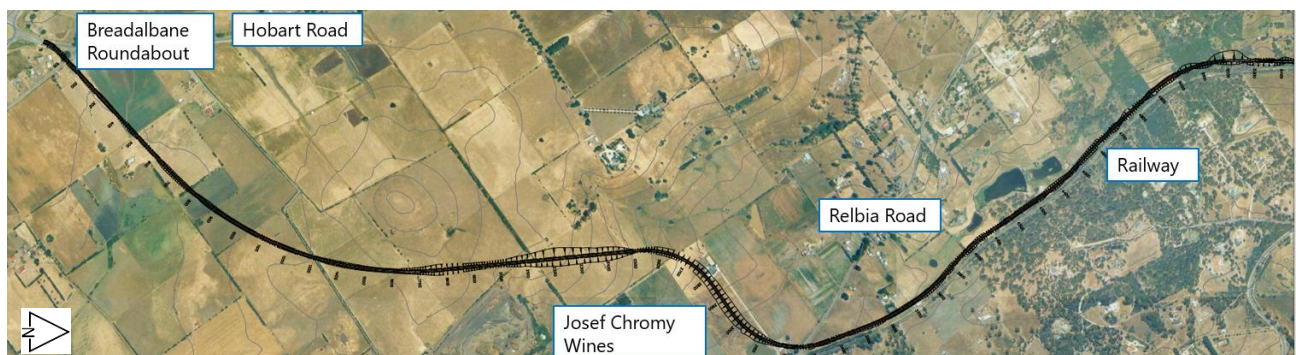 Breadalbane
Roundabout
Hobart Road
Railway
Relbia Road
Josef Chromy
Wines
N